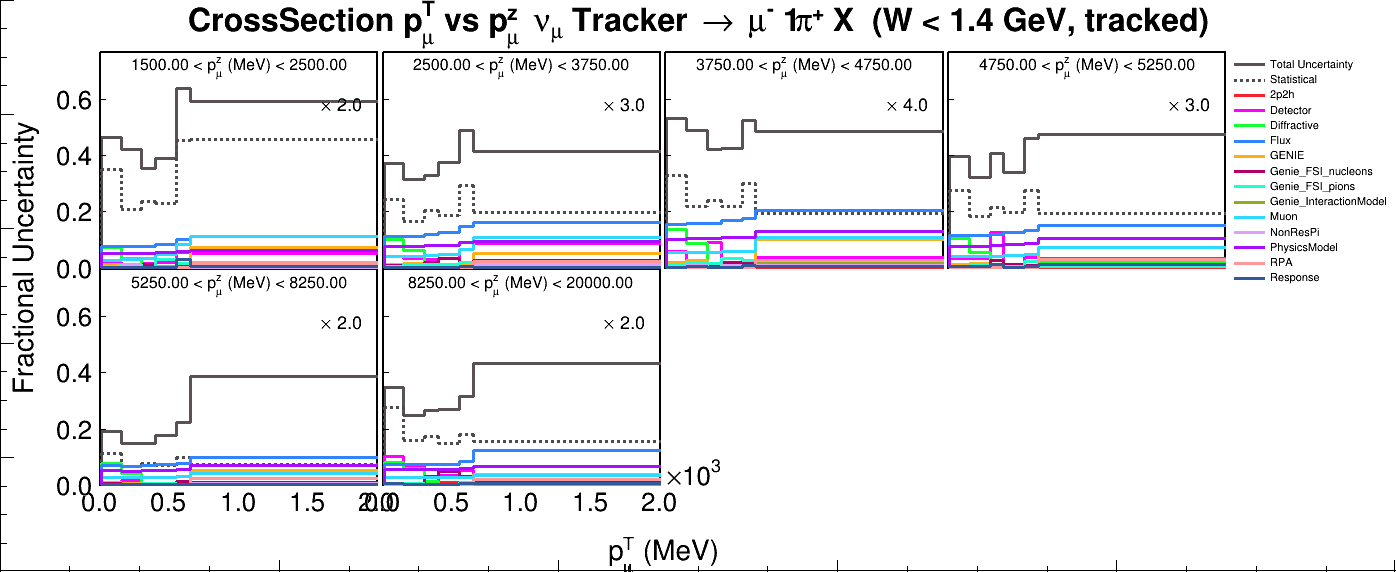 CrossSection p_μ^T vs p_μ^z ν_μ Tracker → μ⁻ 1π⁺ X (W < 1.4 GeV, tracked)
1500.00 < p_μ^z (MeV) < 2500.00
× 2.0
2500.00 < p_μ^z (MeV) < 3750.00
× 3.0
3750.00 < p_μ^z (MeV) < 4750.00
× 4.0
4750.00 < p_μ^z (MeV) < 5250.00
× 3.0
0.6
0.4
0.2
0.0
5250.00 < p_μ^z (MeV) < 8250.00
× 2.0
8250.00 < p_μ^z (MeV) < 20000.00
× 2.0
0.6
0.4
0.2
0.0
Fractional Uncertainty
0.0 0.5 1.0 2.0
0.0 0.5 1.0 1.5 2.0
×10³
p_μ^T (MeV)
Total Uncertainty
Statistical
2p2h
Detector
Diffractive
Flux
GENIE
Genie_FSI_nucleons
Genie_FSI_pions
Genie_InteractionModel
Muon
NonResPi
PhysicsModel
RPA
Response